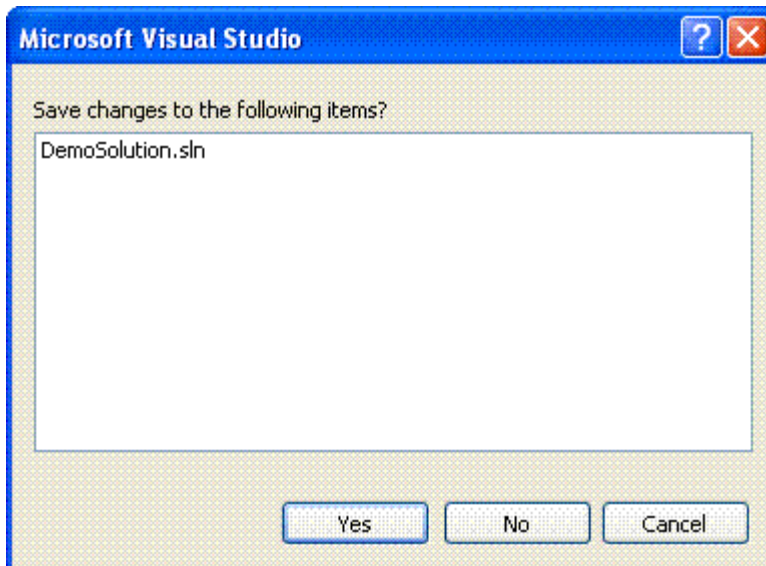 Microsoft Visual Studio
?
Save changes to the following items?
DemoSolution.sln
Yes No Cancel